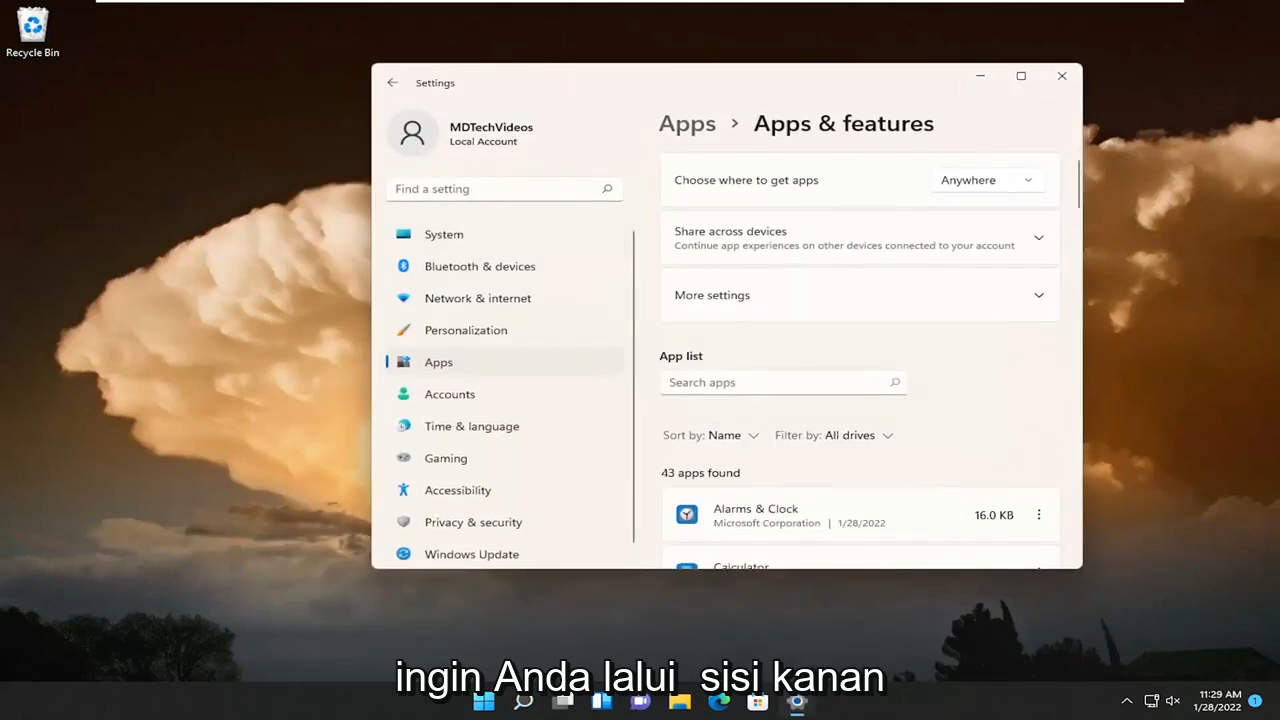 Recycle Bin
Settings
MDTechVideos
Local Account
Find a setting
System
Bluetooth & devices
Network & internet
Personalization
Apps
Accounts
Time & language
Gaming
Accessibility
Privacy & security
Windows Update
Apps > Apps & features
Choose where to get apps
Anywhere
Share across devices
Continue app experiences on other devices connected to your account
More settings
App list
Search apps
Sort by: Name Filter by: All drives
43 apps found
Alarms & Clock
Microsoft Corporation | 1/28/2022
16.0 KB
Calculator
ingin Anda lalui sisi kanan
11:29 AM
1/28/2022
1